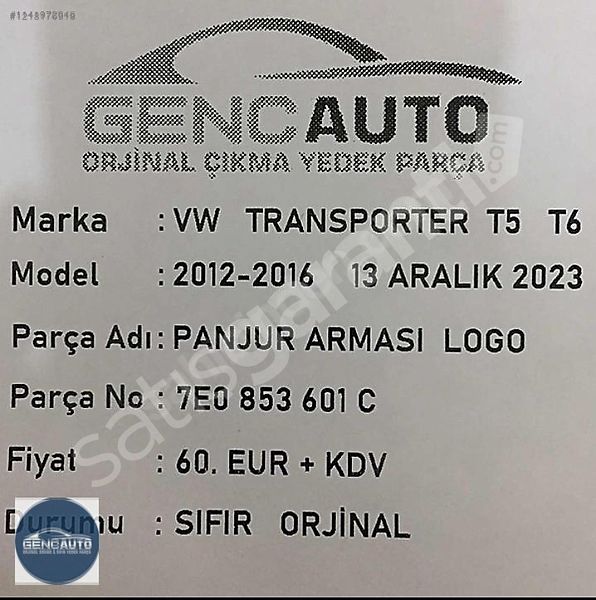 #1248978949
GENCAUTO
ORJİNAL ÇIKMA YEDEK PARÇA
Marka : VW TRANSPORTER T5 T6
Model : 2012-2016 13 ARALIK 2023
Parça Adı : PANJUR ARMASI LOGO
Parça No : 7E0 853 601 C
Fiyat : 60. EUR + KDV
Durumu : SIFIR ORJİNAL
GENCAUTO
satısgaranti.com